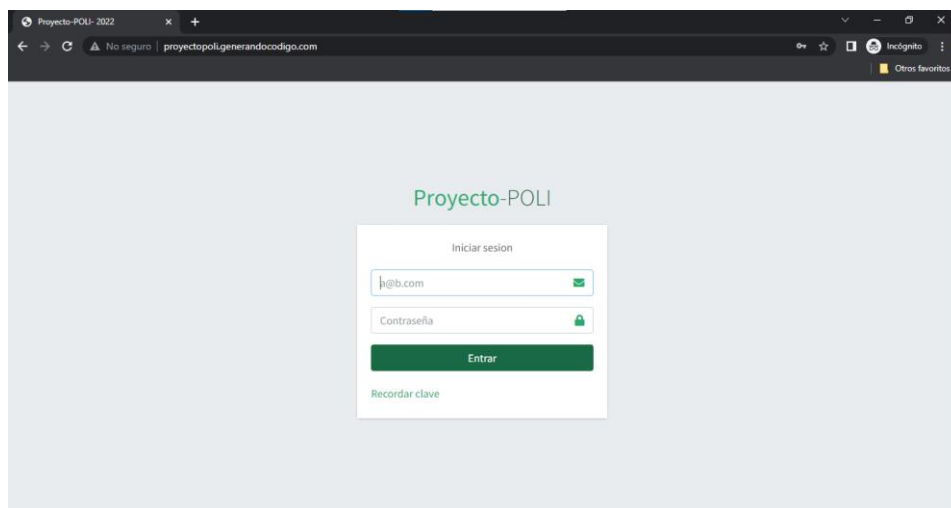 Proyecto-POLI- 2022
No seguro | proyectopoli.generandocodigo.com
Incógnito
Otros favoritos
Proyecto-POLI
Iniciar sesion
a@b.com
Contraseña
Entrar
Recordar clave